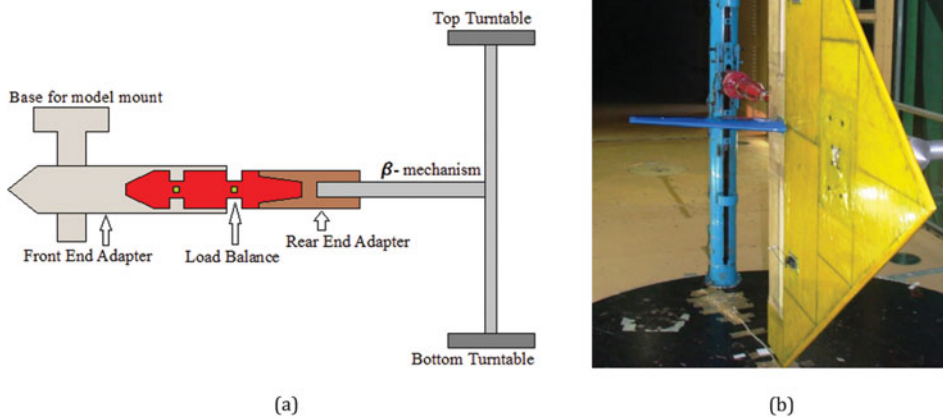 Top Turntable
Base for model mount
β- mechanism
Front End Adapter
Load Balance
Rear End Adapter
Bottom Turntable
(a)
(b)